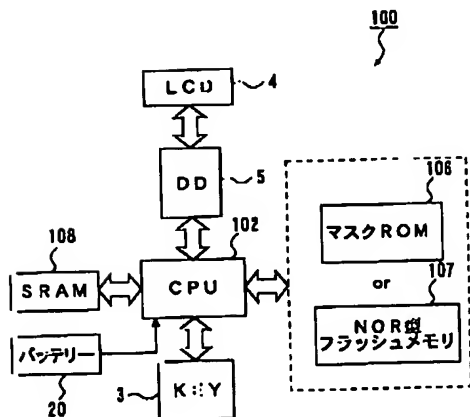 100
LCD
4
DD
5
102
CPU
108
SRAM
バッテリー
20
3
KEY
106
マスクROM
or
107
NOR型
フラッシュメモリ